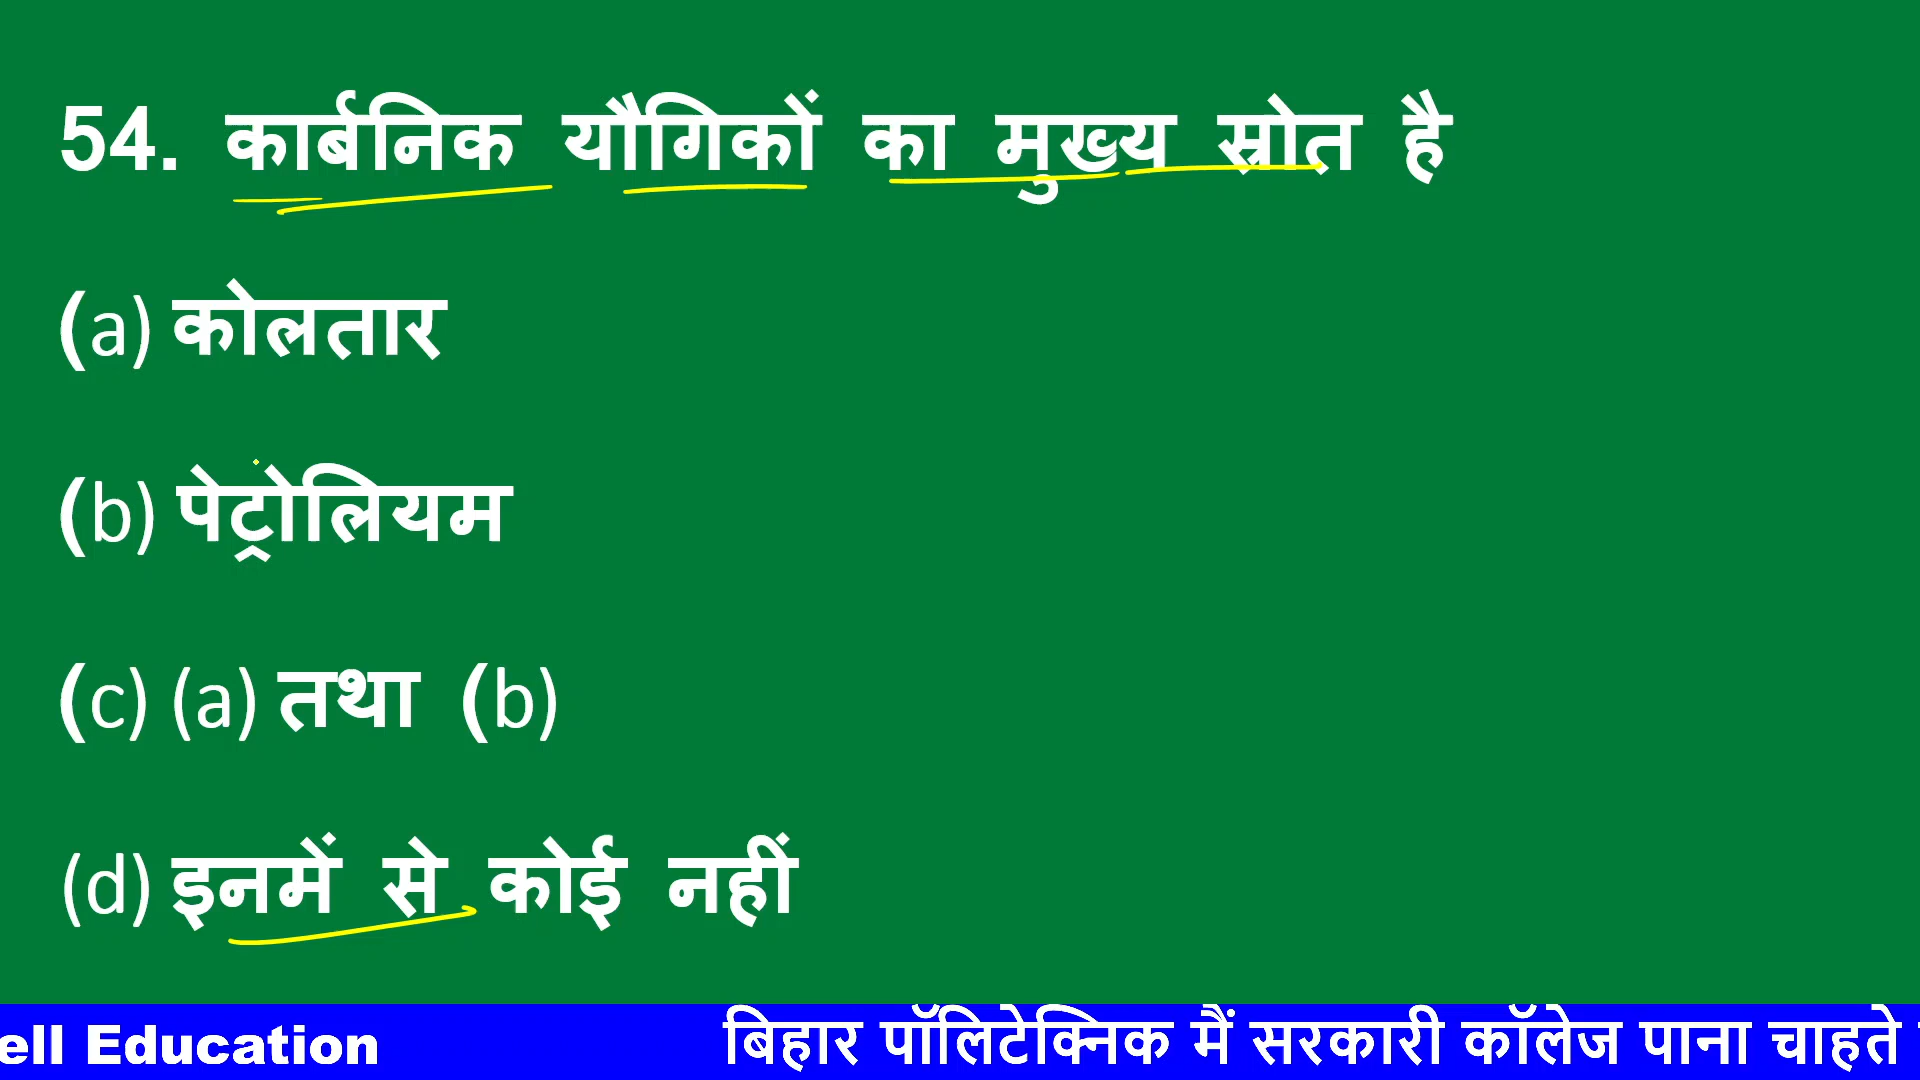 54. कार्बनिक यौगिकों का मुख्य स्रोत है
(a) कोलतार
(b) पेट्रोलियम
(c) (a) तथा (b)
(d) इनमें से कोई नहीं
ell Education बिहार पॉलिटेक्निक मैं सरकारी कॉलेज पाना चाहते